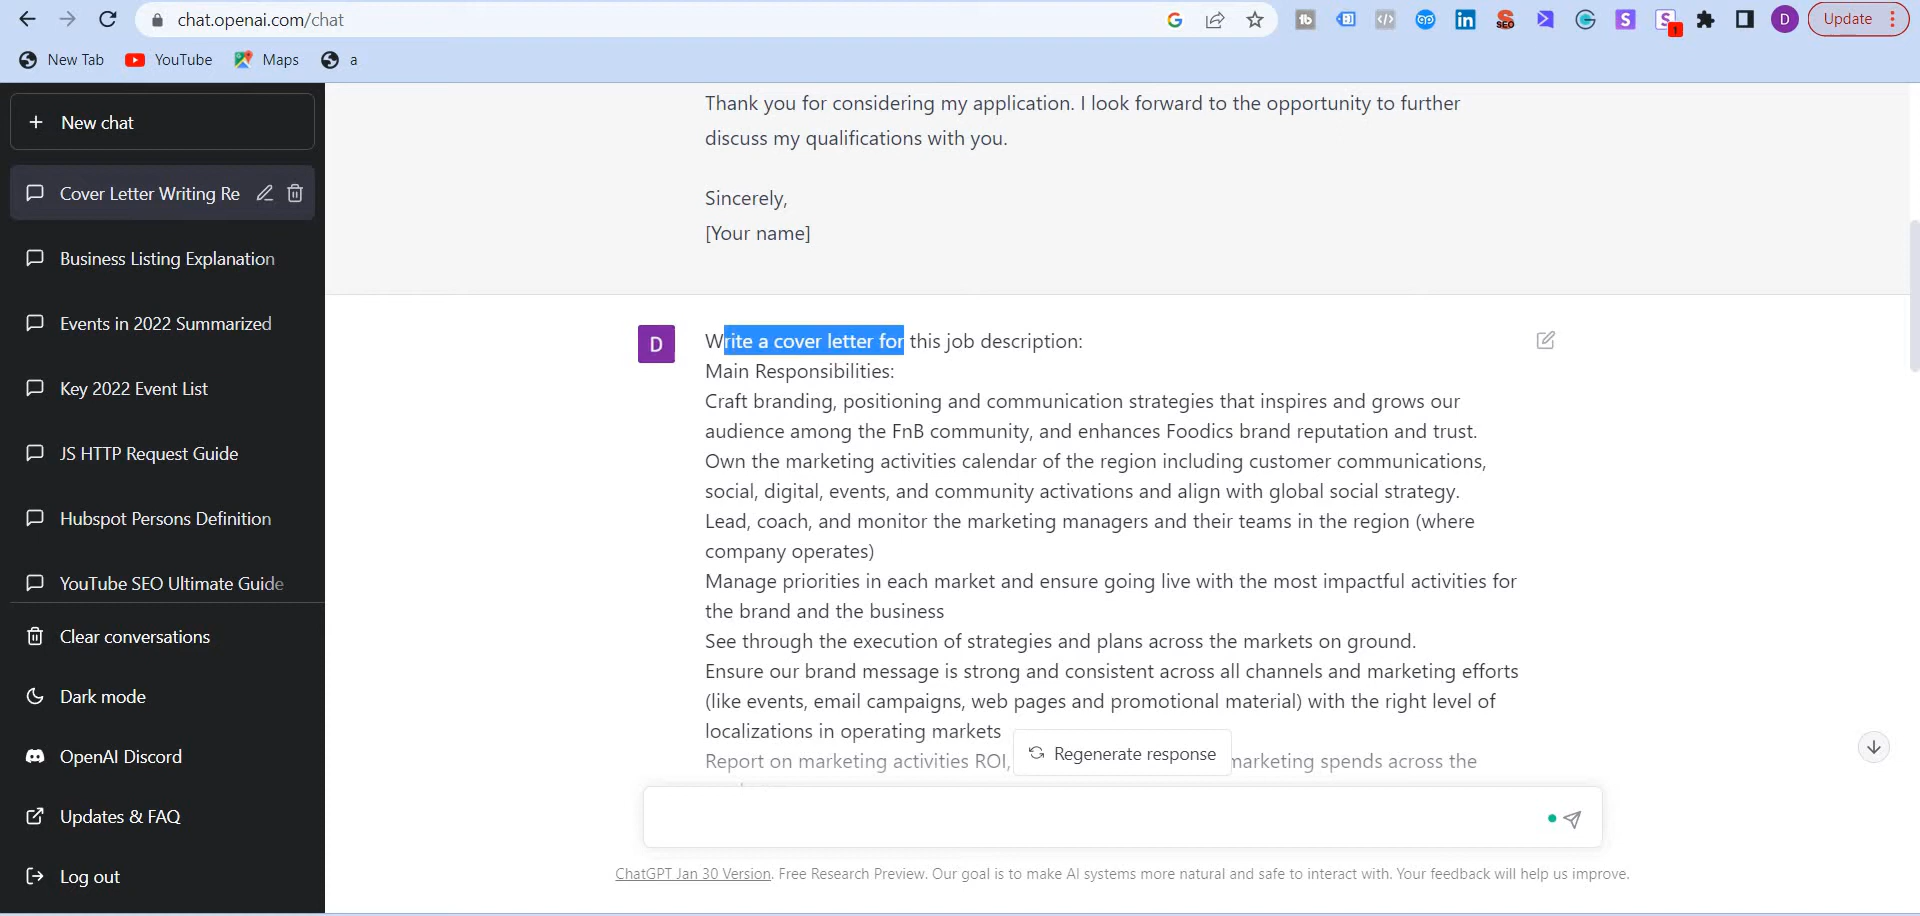 chat.openai.com/chat
Update
New Tab
YouTube
Maps
a
New chat
Cover Letter Writing Re
Business Listing Explanation
Events in 2022 Summarized
Key 2022 Event List
JS HTTP Request Guide
Hubspot Persons Definition
YouTube SEO Ultimate Guide
Clear conversations
Dark mode
OpenAI Discord
Updates & FAQ
Log out
Thank you for considering my application. I look forward to the opportunity to further
discuss my qualifications with you.
Sincerely,
[Your name]
D
Write a cover letter for this job description:
Main Responsibilities:
Craft branding, positioning and communication strategies that inspires and grows our
audience among the FnB community, and enhances Foodics brand reputation and trust.
Own the marketing activities calendar of the region including customer communications,
social, digital, events, and community activations and align with global social strategy.
Lead, coach, and monitor the marketing managers and their teams in the region (where
company operates)
Manage priorities in each market and ensure going live with the most impactful activities for
the brand and the business
See through the execution of strategies and plans across the markets on ground.
Ensure our brand message is strong and consistent across all channels and marketing efforts
(like events, email campaigns, web pages and promotional material) with the right level of
localizations in operating markets
Report on marketing activities ROI, marketing spends across the
Regenerate response
ChatGPT Jan 30 Version. Free Research Preview. Our goal is to make AI systems more natural and safe to interact with. Your feedback will help us improve.